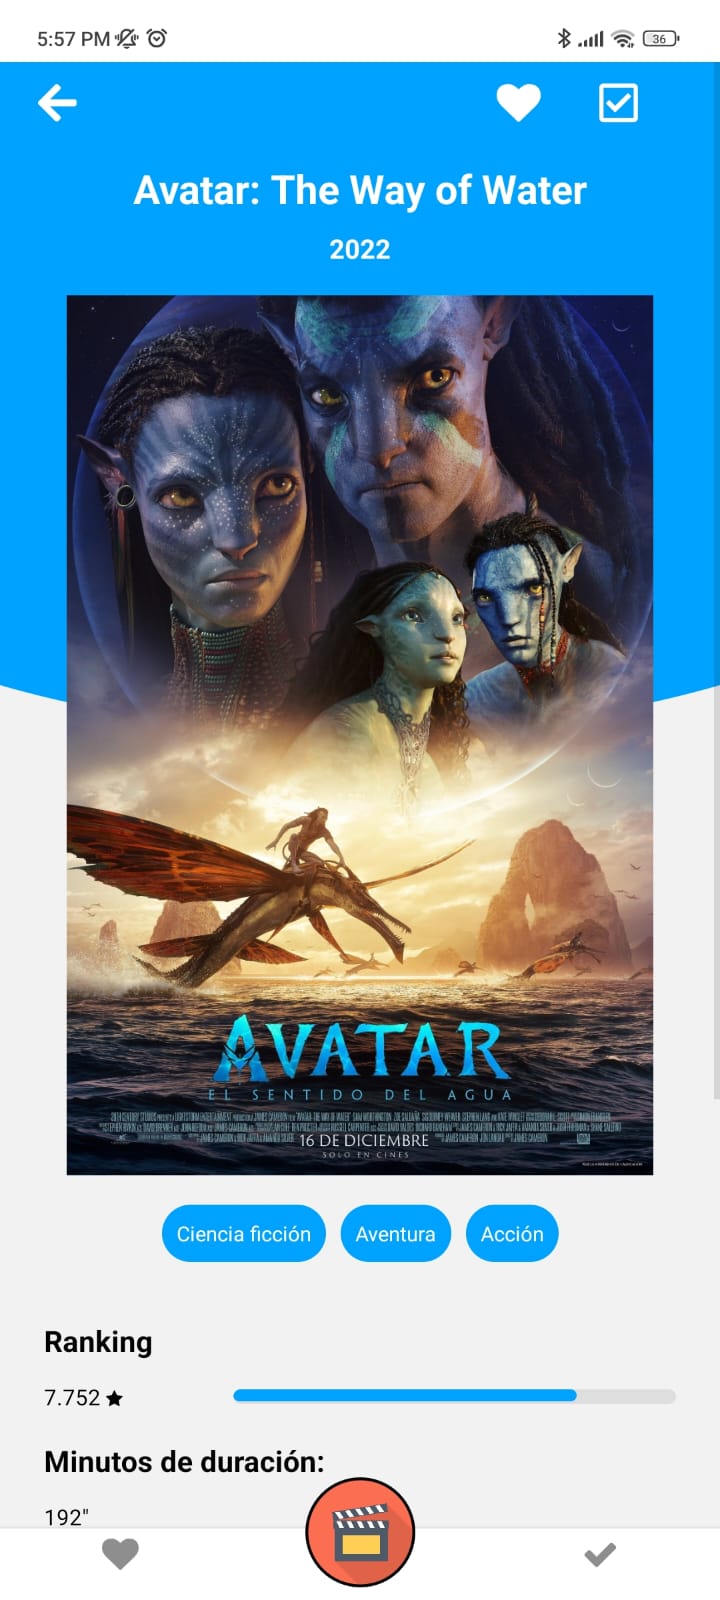 5:57 PM
36
Avatar: The Way of Water
2022
AVATAR
EL SENTIDO DEL AGUA
16 DE DICIEMBRE
SOLO EN CINES
Ciencia ficción
Aventura
Acción
Ranking
7.752
Minutos de duración:
192"